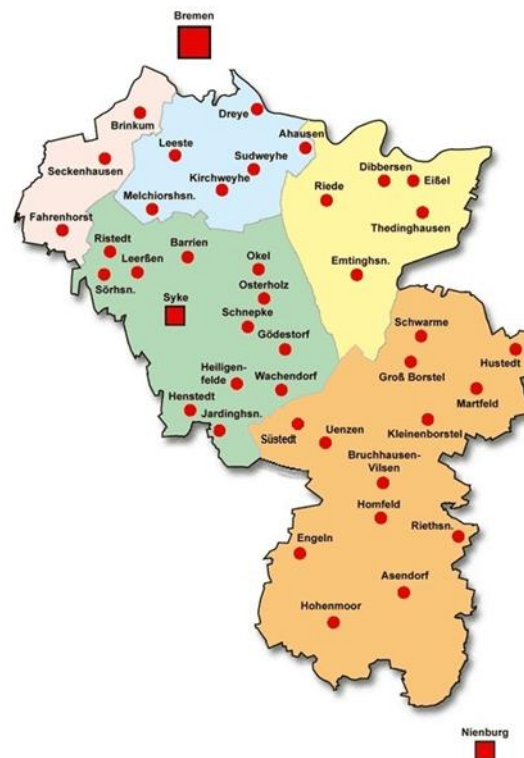 Bremen
Brinkum
Dreye
Ahausen
Leeste
Seckenhausen
Sudweyhe
Dibbersen
Eißel
Kirchweyhe
Riede
Melchiorshsn.
Thedinghausen
Fahrenhorst
Ristedt
Barrien
Okel
Leerßen
Emtinghsn.
Sörhsn.
Osterholz
Syke
Schnepke
Schwarme
Gödestorf
Hustedt
Groß Borstel
Heiligen-
felde
Wachendorf
Martfeld
Henstedt
Jardinghsn.
Kleinenborstel
Süstedt
Uenzen
Bruchhausen-
Vilsen
Homfeld
Riethsn.
Engeln
Asendorf
Hohenmoor
Nienburg